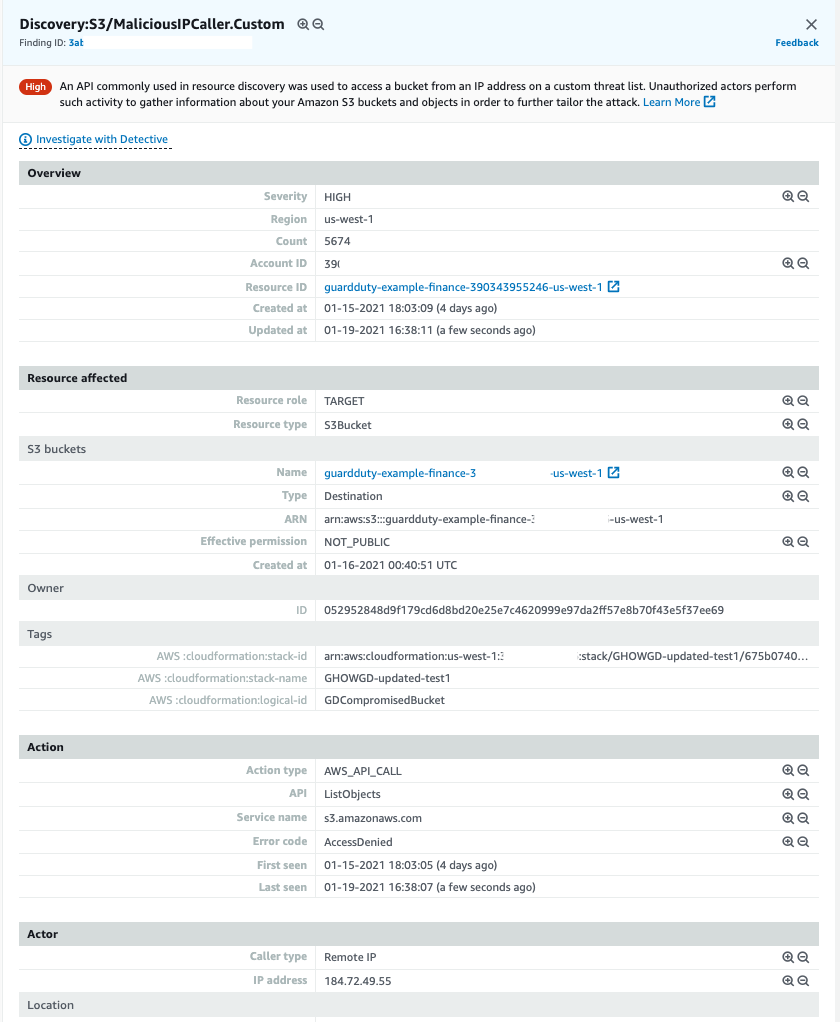 Discovery:S3/MaliciousIPCaller.Custom
Finding ID: 3ab
Feedback
High An API commonly used in resource discovery was used to access a bucket from an IP address on a custom threat list. Unauthorized actors perform
such activity to gather information about your Amazon S3 buckets and objects in order to further tailor the attack. Learn More
Investigate with Detective
Overview
Severity HIGH
Region us-west-1
Count 5674
Account ID 390
Resource ID guardduty-example-finance-390343955246-us-west-1
Created at 01-15-2021 18:03:09 (4 days ago)
Updated at 01-19-2021 16:38:11 (a few seconds ago)
Resource affected
Resource role TARGET
Resource type S3Bucket
S3 buckets
Name guardduty-example-finance-3 -us-west-1
Type Destination
ARN arn:aws:s3:::guardduty-example-finance-3 -us-west-1
Effective permission NOT_PUBLIC
Created at 01-16-2021 00:40:51 UTC
Owner
ID 052952848d9f179cd6d8bd20e25e7c4620999e97da2ff57e8b70f43e5f37ee69
Tags
AWS :cloudformation:stack-id arn:aws:cloudformation:us-west-1:3 :stack/GHOWGD-updated-test1/675b0740...
AWS :cloudformation:stack-name GHOWGD-updated-test1
AWS :cloudformation:logical-id GDCompromisedBucket
Action
Action type AWS_API_CALL
API ListObjects
Service name s3.amazonaws.com
Error code AccessDenied
First seen 01-15-2021 18:03:05 (4 days ago)
Last seen 01-19-2021 16:38:07 (a few seconds ago)
Actor
Caller type Remote IP
IP address 184.72.49.55
Location